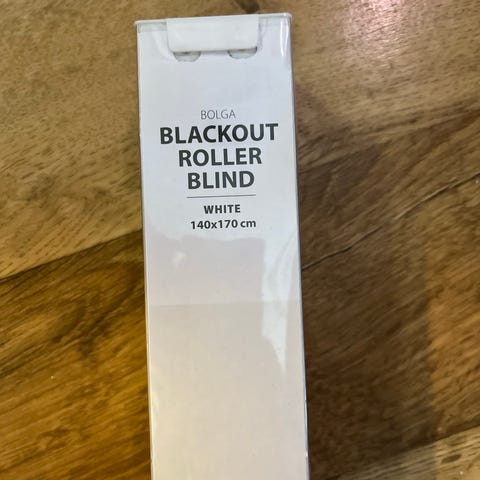 BOLGA
BLACKOUT
ROLLER
BLIND
WHITE
140x170 cm